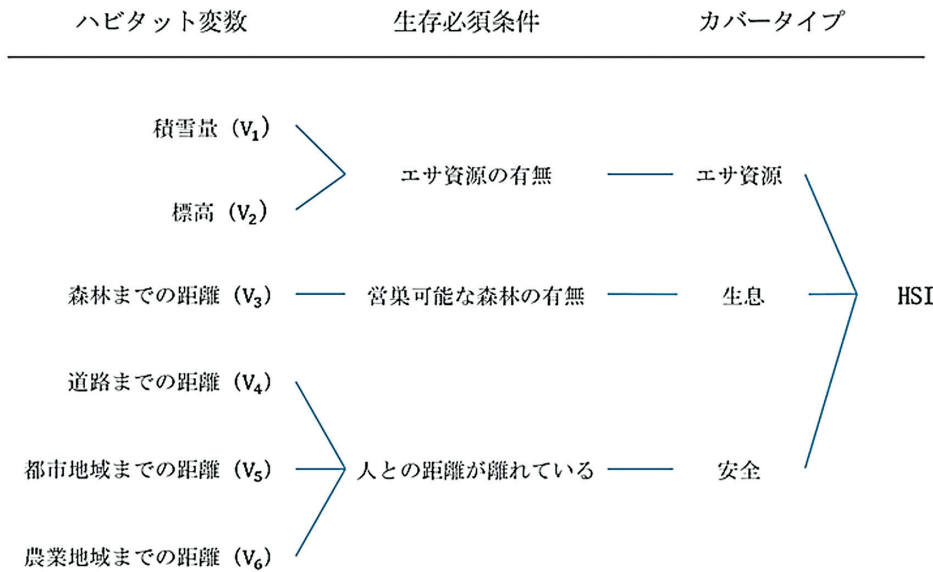 ハビタット変数 生存必須条件 カバータイプ
積雪量 (V₁)
エサ資源の有無 エサ資源
標高 (V₂)
森林までの距離 (V₃) 営巣可能な森林の有無 生息 HSI
道路までの距離 (V₄)
都市地域までの距離 (V₅) 人との距離が離れている 安全
農業地域までの距離 (V₆)